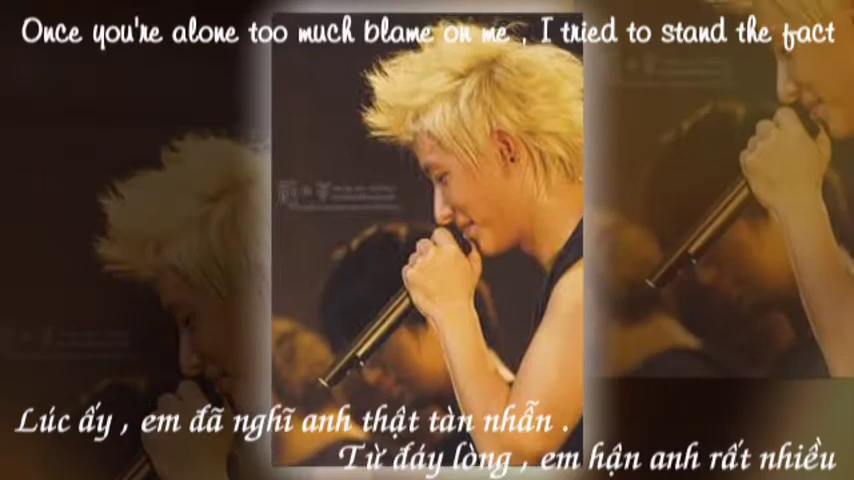 Once you're alone too much blame on me , I tried to stand the fact
Lúc ấy , em đã nghĩ anh thật tàn nhẫn .
Từ đáy lòng , em hận anh rất nhiều